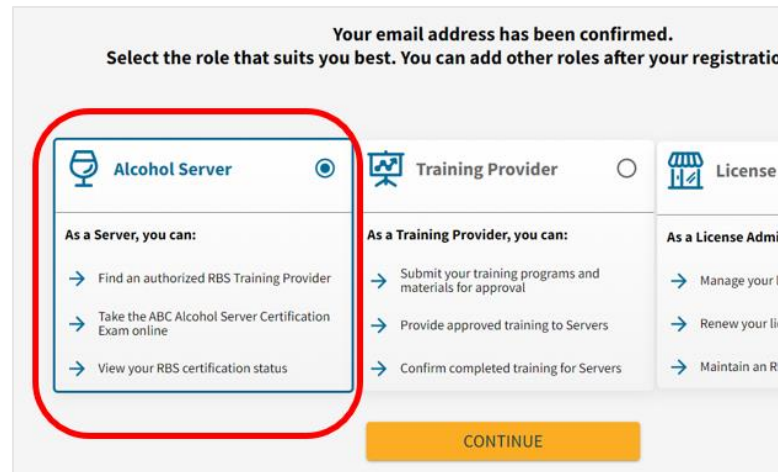 Your email address has been confirmed.
Select the role that suits you best. You can add other roles after your
Alcohol Server
As a Server, you can:
Find an authorized RBS Training Provider
Take the ABC Alcohol Server Certification
Exam online
View your RBS certification status
Training Provider
As a Training Provider, you can:
Submit your training programs and
materials for approval
Provide approved training to Servers
Confirm completed training for Servers
License
As a License
Manage your
Renew your
Maintain an
CONTINUE